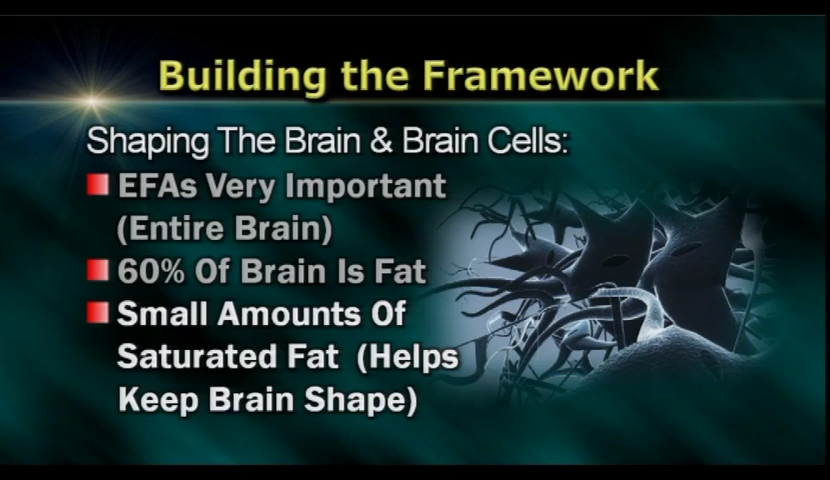 Building the Framework
Shaping The Brain & Brain Cells:
EFAs Very Important
(Entire Brain)
60% Of Brain Is Fat
Small Amounts Of
Saturated Fat (Helps
Keep Brain Shape)